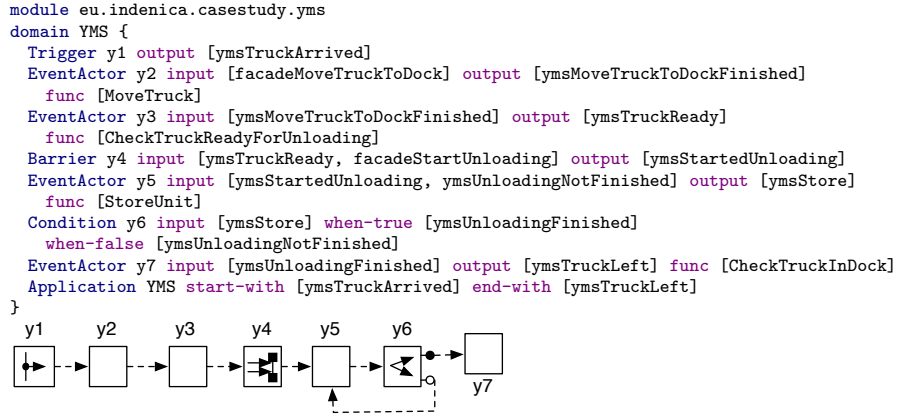 module eu.indenica.casestudy.yms
domain YMS {
Trigger y1 output [ymsTruckArrived]
EventActor y2 input [facadeMoveTruckToDock] output [ymsMoveTruckToDockFinished]
func [MoveTruck]
EventActor y3 input [ymsMoveTruckToDockFinished] output [ymsTruckReady]
func [CheckTruckReadyForUnloading]
Barrier y4 input [ymsTruckReady, facadeStartUnloading] output [ymsStartedUnloading]
EventActor y5 input [ymsStartedUnloading, ymsUnloadingNotFinished] output [ymsStore]
func [StoreUnit]
Condition y6 input [ymsStore] when-true [ymsUnloadingFinished]
when-false [ymsUnloadingNotFinished]
EventActor y7 input [ymsUnloadingFinished] output [ymsTruckLeft] func [CheckTruckInDock]
Application YMS start-with [ymsTruckArrived] end-with [ymsTruckLeft]
}
y1 y2 y3 y4 y5 y6
y7